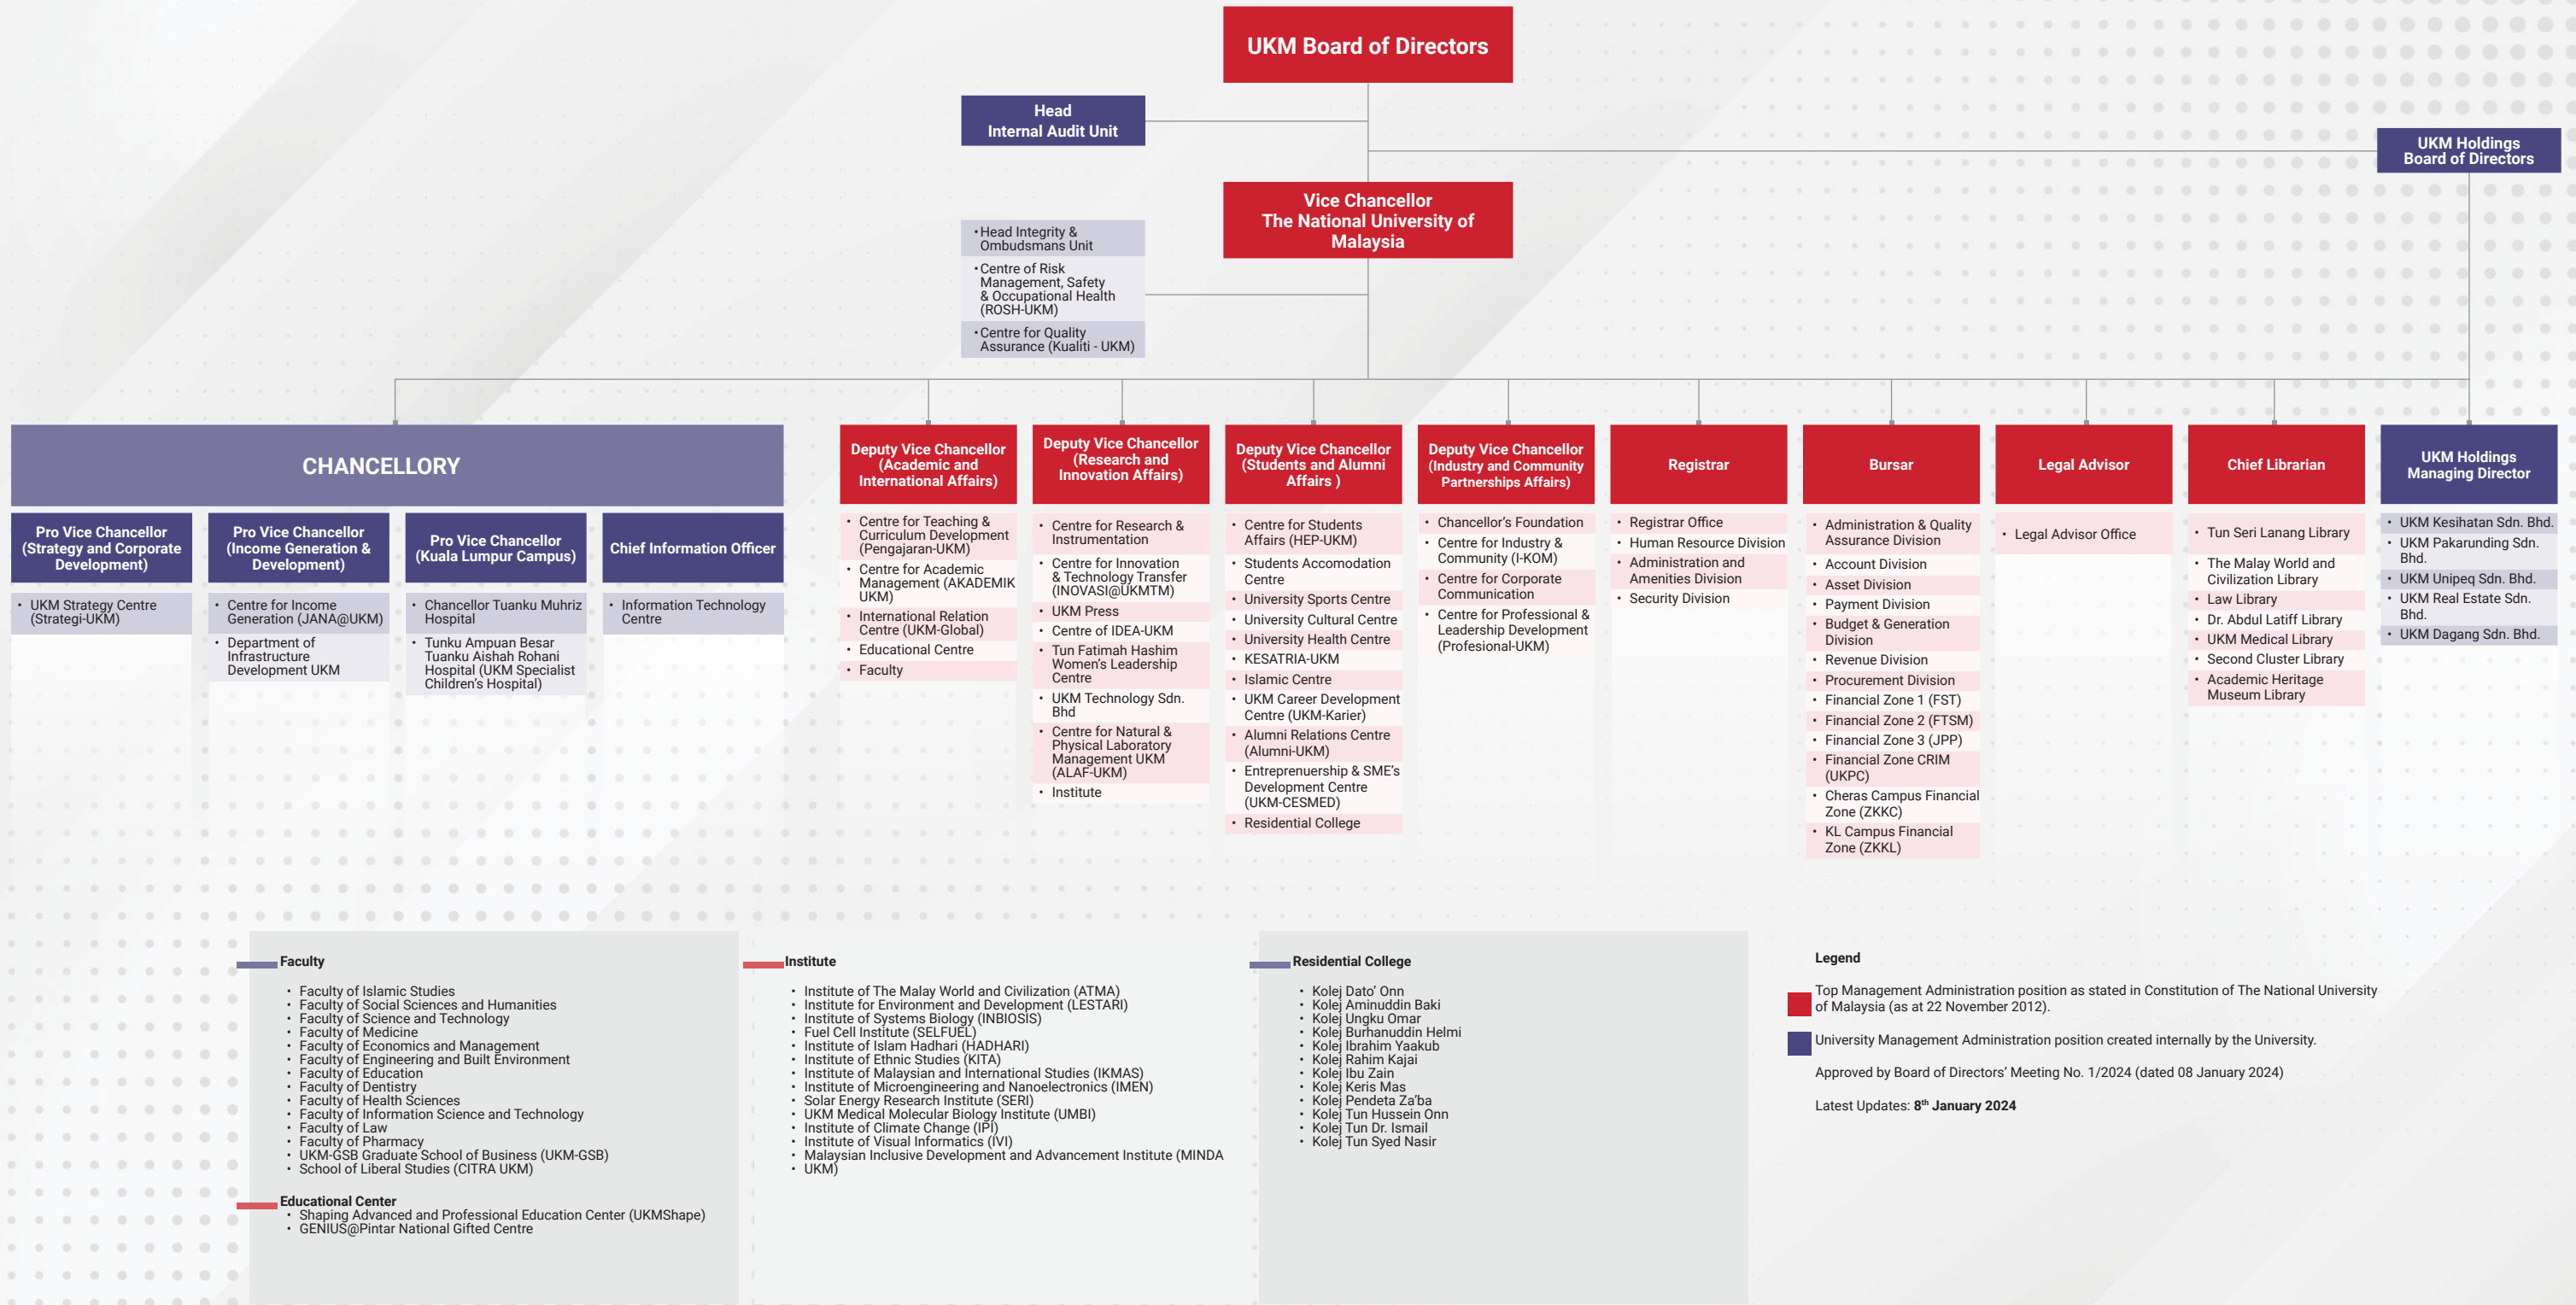 UKM Board of Directors
Head
Internal Audit Unit
UKM Holdings
Board of Directors
Vice Chancellor
The National University of
Malaysia
•Head Integrity &
Ombudsmans Unit
•Centre of Risk
Management, Safety
& Occupational Health
(ROSH-UKM)
•Centre for Quality
Assurance (Kualiti - UKM)
CHANCELLORY
Pro Vice Chancellor
(Strategy and Corporate
Development)
• UKM Strategy Centre
(Strategi-UKM)
Pro Vice Chancellor
(Income Generation &
Development)
• Centre for Income
Generation (JANA@UKM)
• Department of
Infrastructure
Development UKM
Pro Vice Chancellor
(Kuala Lumpur Campus)
• Chancellor Tuanku Muhriz
Hospital
• Tunku Ampuan Besar
Tuanku Aishah Rohani
Hospital (UKM Specialist
Children's Hospital)
Chief Information Officer
• Information Technology
Centre
Deputy Vice Chancellor
(Academic and
International Affairs)
• Centre for Teaching &
Curriculum Development
(Pengajaran-UKM)
• Centre for Academic
Management (AKADEMIK
UKM)
• International Relation
Centre (UKM-Global)
• Educational Centre
• Faculty
Deputy Vice Chancellor
(Research and
Innovation Affairs)
• Centre for Research &
Instrumentation
• Centre for Innovation
& Technology Transfer
(INOVASI@UKMTM)
• UKM Press
• Centre of IDEA-UKM
• Tun Fatimah Hashim
Women's Leadership
Centre
• UKM Technology Sdn.
Bhd
• Centre for Natural &
Physical Laboratory
Management UKM
(ALAF-UKM)
• Institute
Deputy Vice Chancellor
(Students and Alumni
Affairs )
• Centre for Students
Affairs (HEP-UKM)
• Students Accomodation
Centre
• University Sports Centre
• University Cultural Centre
• University Health Centre
• KESATRIA-UKM
• Islamic Centre
• UKM Career Development
Centre (UKM-Karier)
• Alumni Relations Centre
(Alumni-UKM)
• Entreprenuership & SME's
Development Centre
(UKM-CESMED)
• Residential College
Deputy Vice Chancellor
(Industry and Community
Partnerships Affairs)
• Chancellor's Foundation
• Centre for Industry &
Community (I-KOM)
• Centre for Corporate
Communication
• Centre for Professional &
Leadership Development
(Profesional-UKM)
Registrar
• Registrar Office
• Human Resource Division
• Administration and
Amenities Division
• Security Division
Bursar
• Administration & Quality
Assurance Division
• Account Division
• Asset Division
• Payment Division
• Budget & Generation
Division
• Revenue Division
• Procurement Division
• Financial Zone 1 (FST)
• Financial Zone 2 (FTSM)
• Financial Zone 3 (JPP)
• Financial Zone CRIM
(UKPC)
• Cheras Campus Financial
Zone (ZKKC)
• KL Campus Financial
Zone (ZKKL)
Legal Advisor
• Legal Advisor Office
Chief Librarian
• Tun Seri Lanang Library
• The Malay World and
Civilization Library
• Law Library
• Dr. Abdul Latiff Library
• UKM Medical Library
• Second Cluster Library
• Academic Heritage
Museum Library
UKM Holdings
Managing Director
• UKM Kesihatan Sdn. Bhd.
• UKM Pakarunding Sdn.
Bhd.
• UKM Unipeq Sdn. Bhd.
• UKM Real Estate Sdn.
Bhd.
• UKM Dagang Sdn. Bhd.
Faculty
• Faculty of Islamic Studies
• Faculty of Social Sciences and Humanities
• Faculty of Science and Technology
• Faculty of Medicine
• Faculty of Economics and Management
• Faculty of Engineering and Built Environment
• Faculty of Education
• Faculty of Dentistry
• Faculty of Health Sciences
• Faculty of Information Science and Technology
• Faculty of Law
• Faculty of Pharmacy
• UKM-GSB Graduate School of Business (UKM-GSB)
• School of Liberal Studies (CITRA UKM)
Educational Center
• Shaping Advanced and Professional Education Center (UKMShape)
• GENIUS@Pintar National Gifted Centre
Institute
• Institute of The Malay World and Civilization (ATMA)
• Institute for Environment and Development (LESTARI)
• Institute of Systems Biology (INBIOSIS)
• Fuel Cell Institute (SELFUEL)
• Institute of Islam Hadhari (HADHARI)
• Institute of Ethnic Studies (KITA)
• Institute of Malaysian and International Studies (IKMAS)
• Institute of Microengineering and Nanoelectronics (IMEN)
• Solar Energy Research Institute (SERI)
• UKM Medical Molecular Biology Institute (UMBI)
• Institute of Climate Change (IPI)
• Institute of Visual Informatics (IVI)
• Malaysian Inclusive Development and Advancement Institute (MINDA
• UKM)
Residential College
• Kolej Dato' Onn
• Kolej Aminuddin Baki
• Kolej Ungku Omar
• Kolej Burhanuddin Helmi
• Kolej Ibrahim Yaakub
• Kolej Rahim Kajai
• Kolej Ibu Zain
• Kolej Keris Mas
• Kolej Pendeta Za'ba
• Kolej Tun Hussein Onn
• Kolej Tun Dr. Ismail
• Kolej Tun Syed Nasir
Legend
Top Management Administration position as stated in Constitution of The National University
of Malaysia (as at 22 November 2012).
University Management Administration position created internally by the University.
Approved by Board of Directors' Meeting No. 1/2024 (dated 08 January 2024)
Latest Updates: 8th January 2024